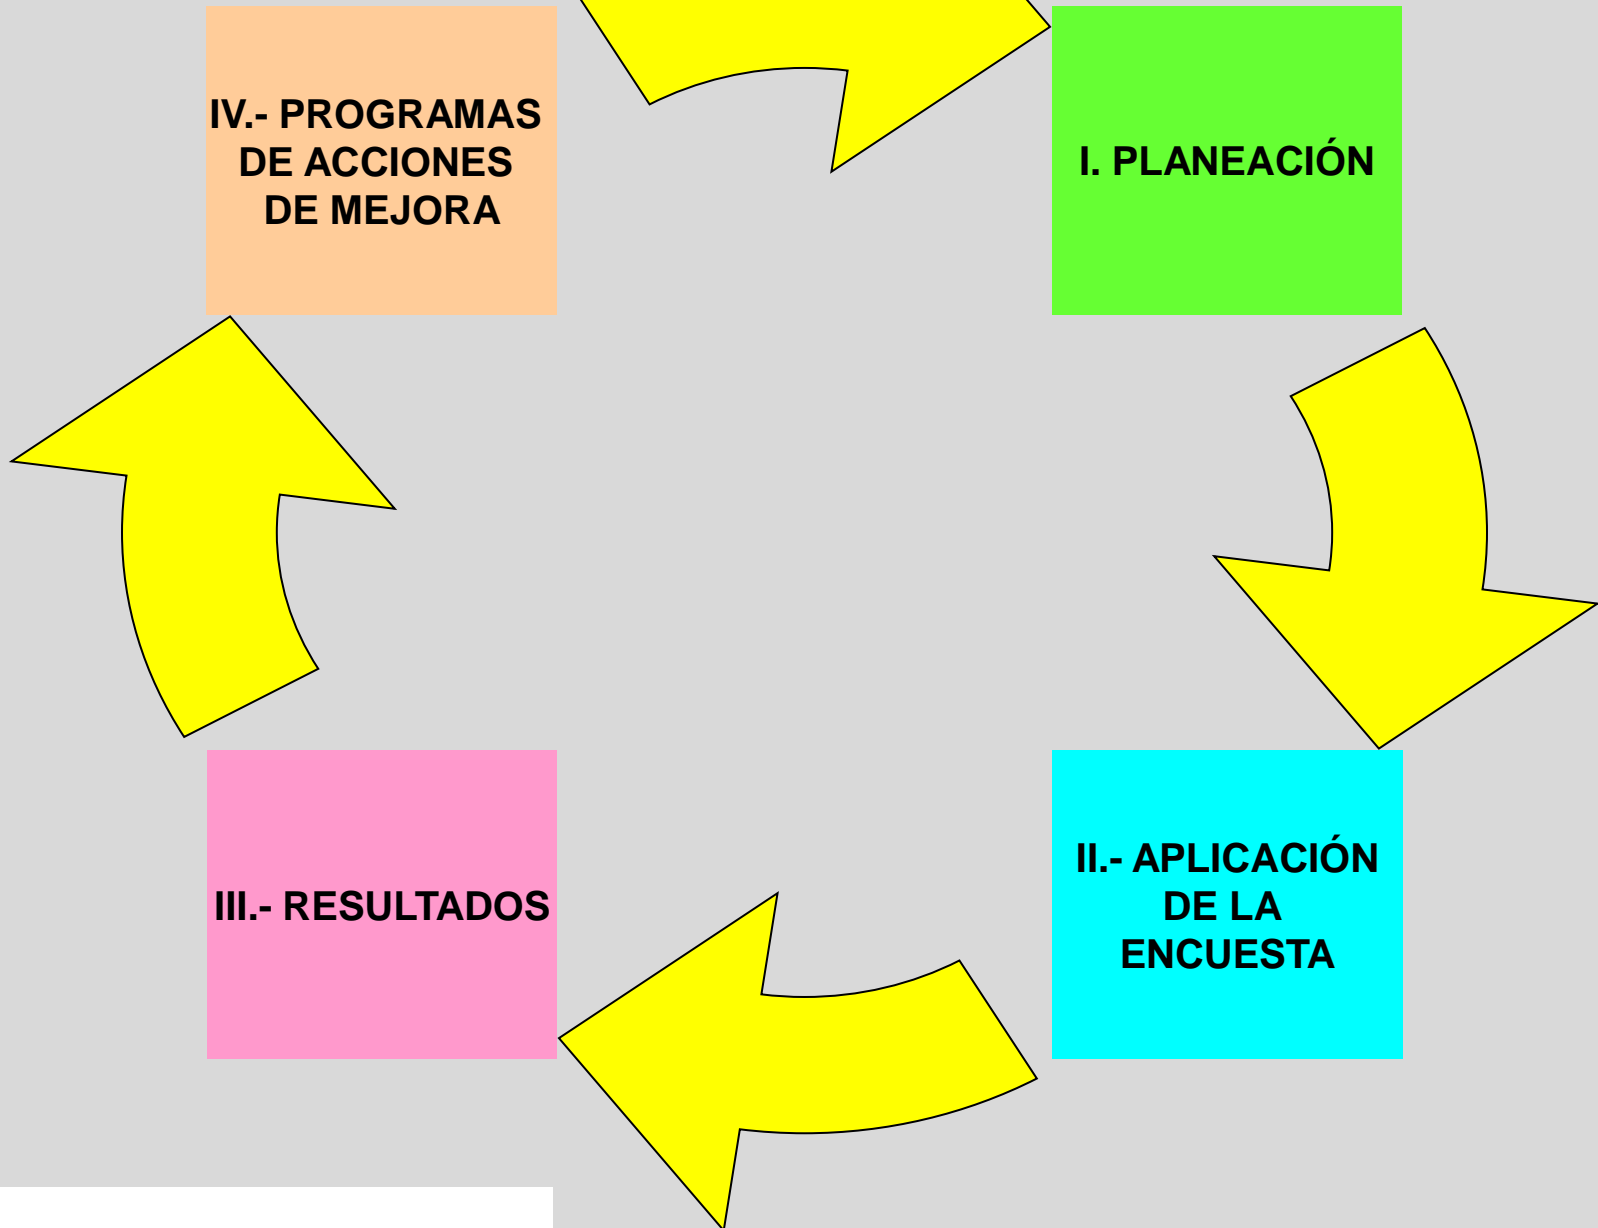 IV.- PROGRAMAS
DE ACCIONES
DE MEJORA
I. PLANEACIÓN
III.- RESULTADOS
II.- APLICACIÓN
DE LA
ENCUESTA